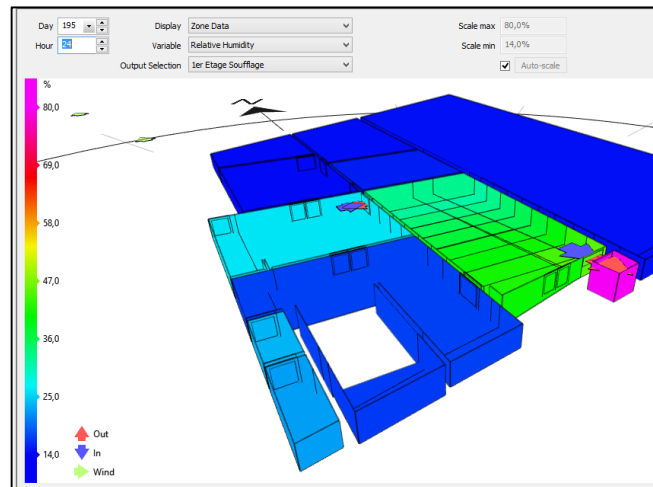 Day 195 Display Zone Data Scale max 80,0%
Hour 24 Variable Relative Humidity Scale min 14,0%
Output Selection 1er Etage Soufflage Auto-scale
%
80,0
69,0
58,0
47,0
36,0
25,0
14,0
Out
In
Wind